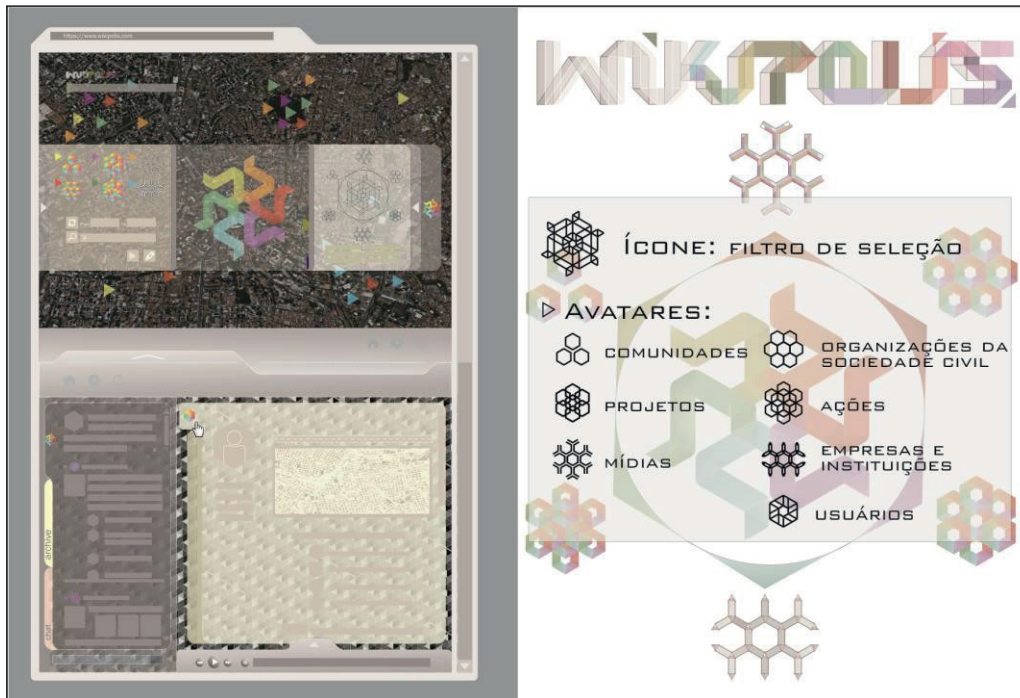 https://www.wikipolis.com
WIKIPOLIS
archive
chat
WIKIPOLIS
ÍCONE: FILTRO DE SELEÇÃO
AVATARES:
COMUNIDADES
ORGANIZAÇÕES DA
SOCIEDADE CIVIL
PROJETOS
AÇÕES
MÍDIAS
EMPRESAS E
INSTITUIÇÕES
USUÁRIOS